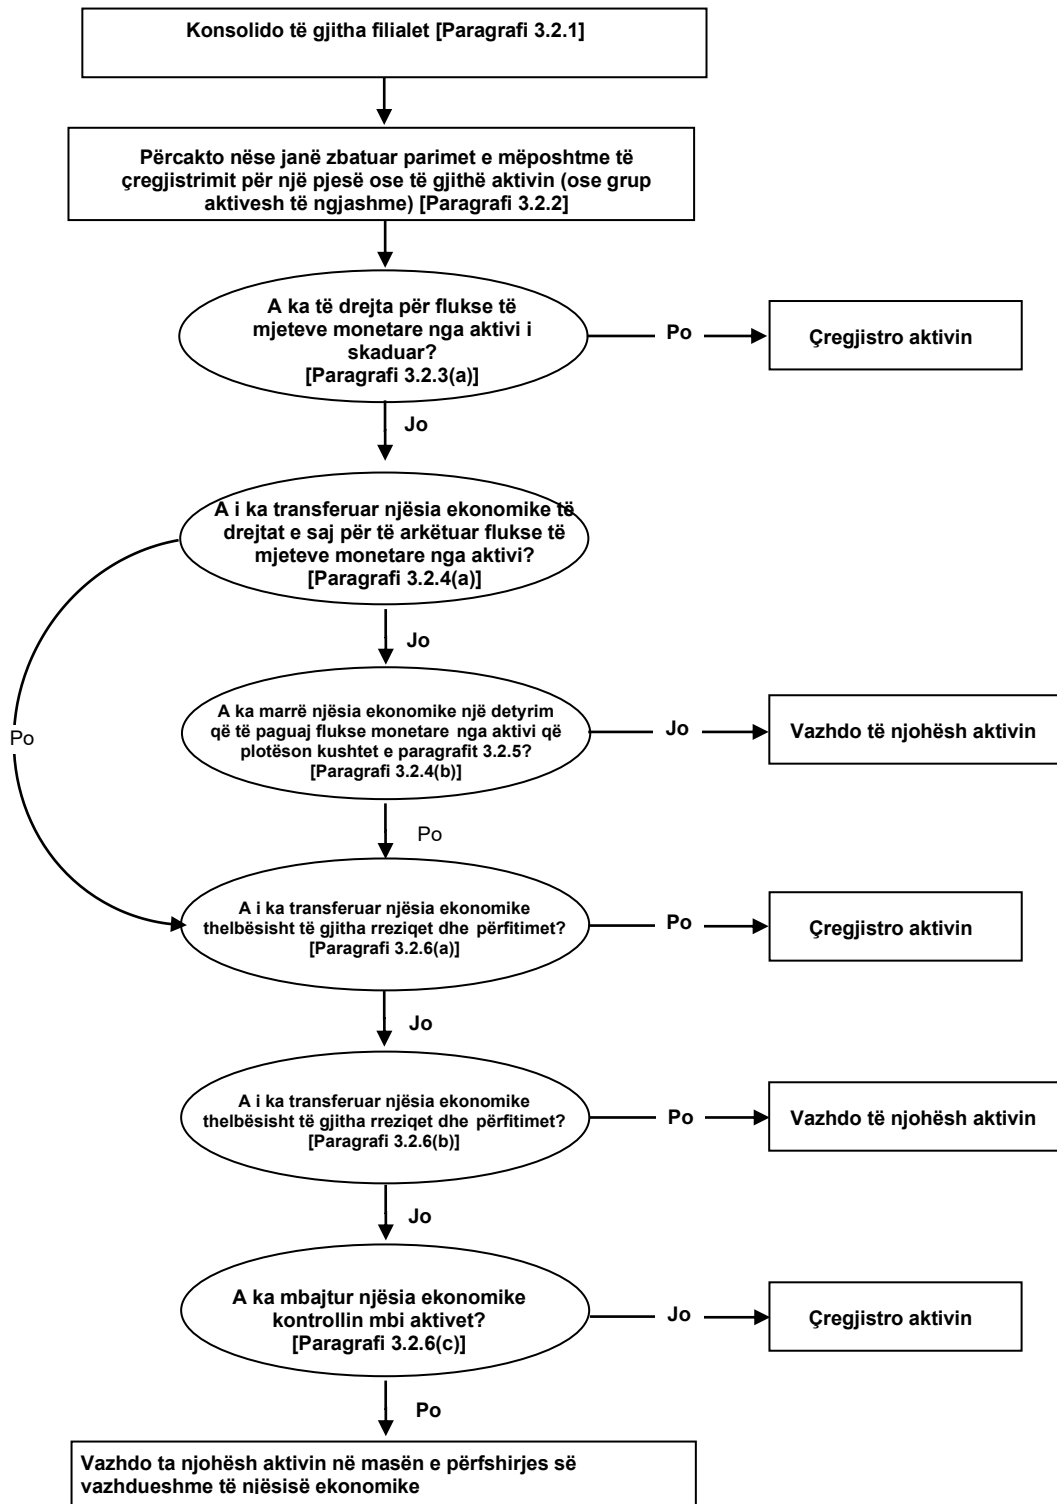 Konsolido të gjitha filialet [Paragrafi 3.2.1]
Përcakto nëse janë zbatuar parimet e mëposhtme të
çregjistrimit për një pjesë ose të gjithë aktivin (ose grup
aktivesh të ngjashme) [Paragrafi 3.2.2]
A ka të drejta për flukse të
mjeteve monetare nga aktivi i
skaduar?
[Paragrafi 3.2.3(a)]
Po
Çregjistro aktivin
Jo
A i ka transferuar njësia ekonomike të
drejtat e saj për të arkëtuar flukse të
mjeteve monetare nga aktivi?
[Paragrafi 3.2.4(a)]
Jo
Po
A ka marrë njësia ekonomike një detyrim
që të paguaj flukse monetare nga aktivi që
plotëson kushtet e paragrafit 3.2.5?
[Paragrafi 3.2.4(b)]
Jo
Vazhdo të njohësh aktivin
Po
A i ka transferuar njësia ekonomike
thelbësisht të gjitha rreziqet dhe përfitimet?
[Paragrafi 3.2.6(a)]
Po
Çregjistro aktivin
Jo
A i ka transferuar njësia ekonomike
thelbësisht të gjitha rreziqet dhe përfitimet?
[Paragrafi 3.2.6(b)]
Po
Vazhdo të njohësh aktivin
Jo
A ka mbajtur njësia ekonomike
kontrollin mbi aktivet?
[Paragrafi 3.2.6(c)]
Jo
Çregjistro aktivin
Po
Vazhdo ta njohësh aktivin në masën e përfshirjes së
vazhdueshme të njësisë ekonomike